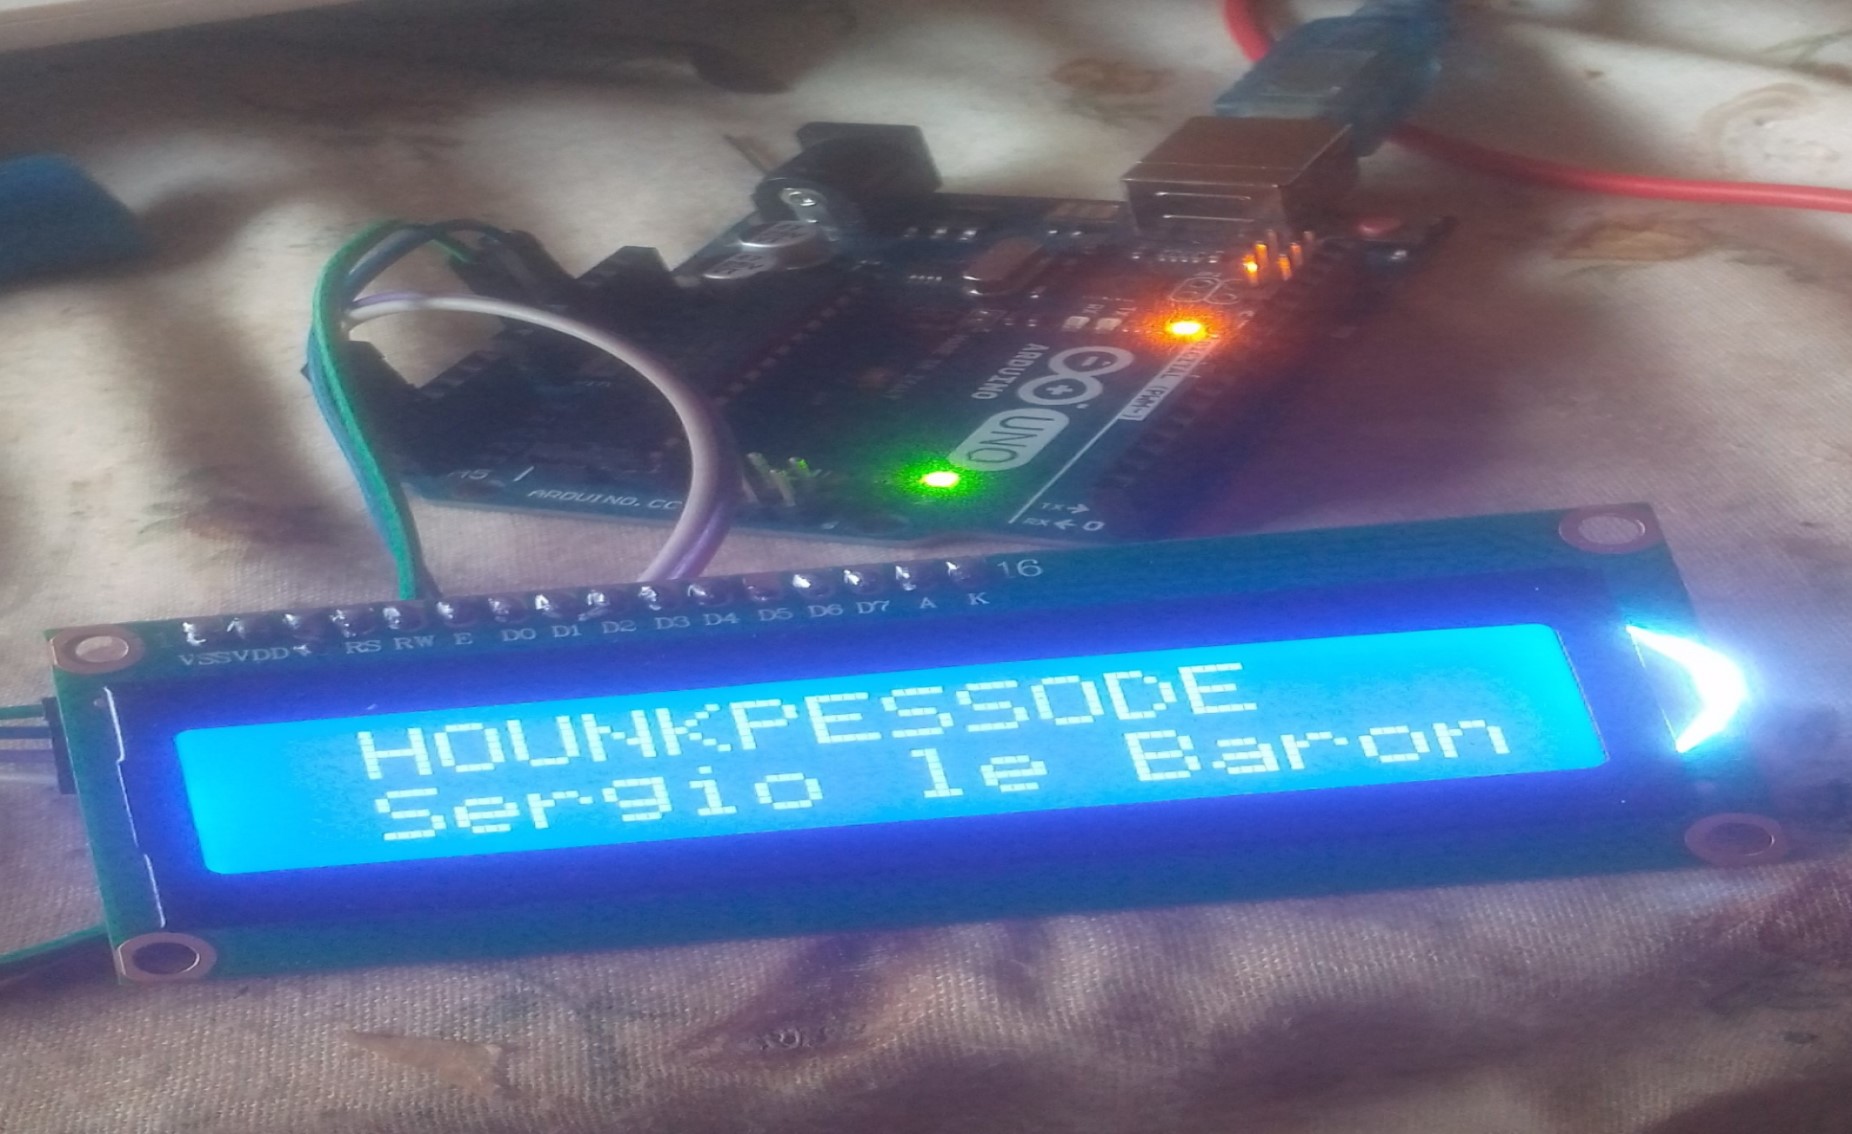 ARDUINO
UNO
A5
ARDUINO.CC
TX→
RX←0
16
VSS VDD RS RW E D0 D1 D2 D3 D4 D5 D6 D7 A K
HOUNKPESSODE
Sergio le Baron